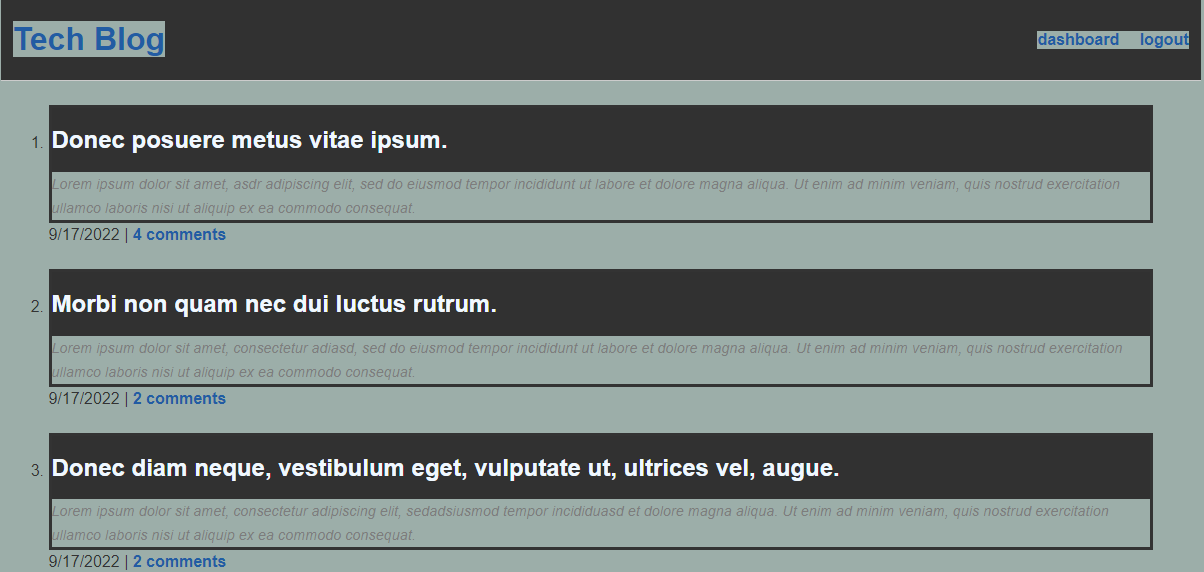 Tech Blog
dashboard logout
1. Donec posuere metus vitae ipsum.
Lorem ipsum dolor sit amet, asdr adipiscing elit, sed do eiusmod tempor incididunt ut labore et dolore magna aliqua. Ut enim ad minim veniam, quis nostrud exercitation
ullamco laboris nisi ut aliquip ex ea commodo consequat.
9/17/2022 | 4 comments
2. Morbi non quam nec dui luctus rutrum.
Lorem ipsum dolor sit amet, consectetur adiasd, sed do eiusmod tempor incididunt ut labore et dolore magna aliqua. Ut enim ad minim veniam, quis nostrud exercitation
ullamco laboris nisi ut aliquip ex ea commodo consequat.
9/17/2022 | 2 comments
3. Donec diam neque, vestibulum eget, vulputate ut, ultrices vel, augue.
Lorem ipsum dolor sit amet, consectetur adipiscing elit, sedadsiusmod tempor incididuasd et dolore magna aliqua. Ut enim ad minim veniam, quis nostrud exercitation
ullamco laboris nisi ut aliquip ex ea commodo consequat.
9/17/2022 | 2 comments